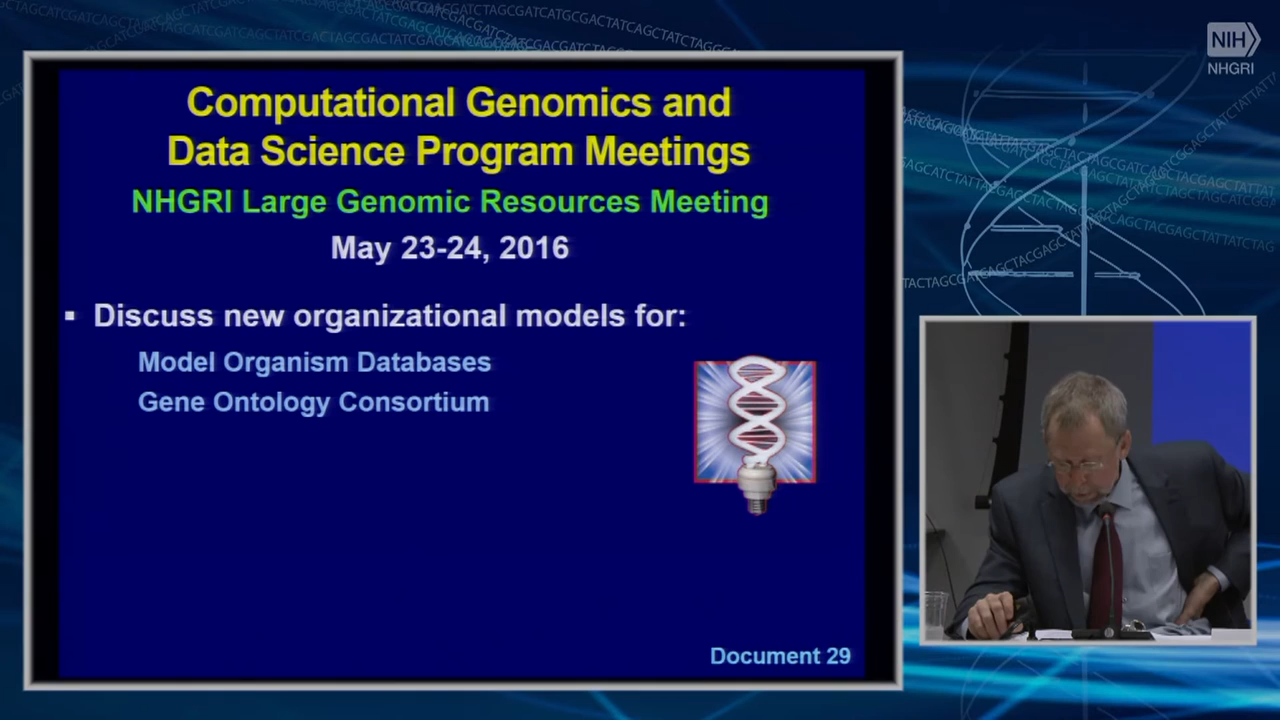 NIH
NHGRI
Computational Genomics and
Data Science Program Meetings
NHGRI Large Genomic Resources Meeting
May 23-24, 2016
▪ Discuss new organizational models for:
Model Organism Databases
Gene Ontology Consortium
Document 29